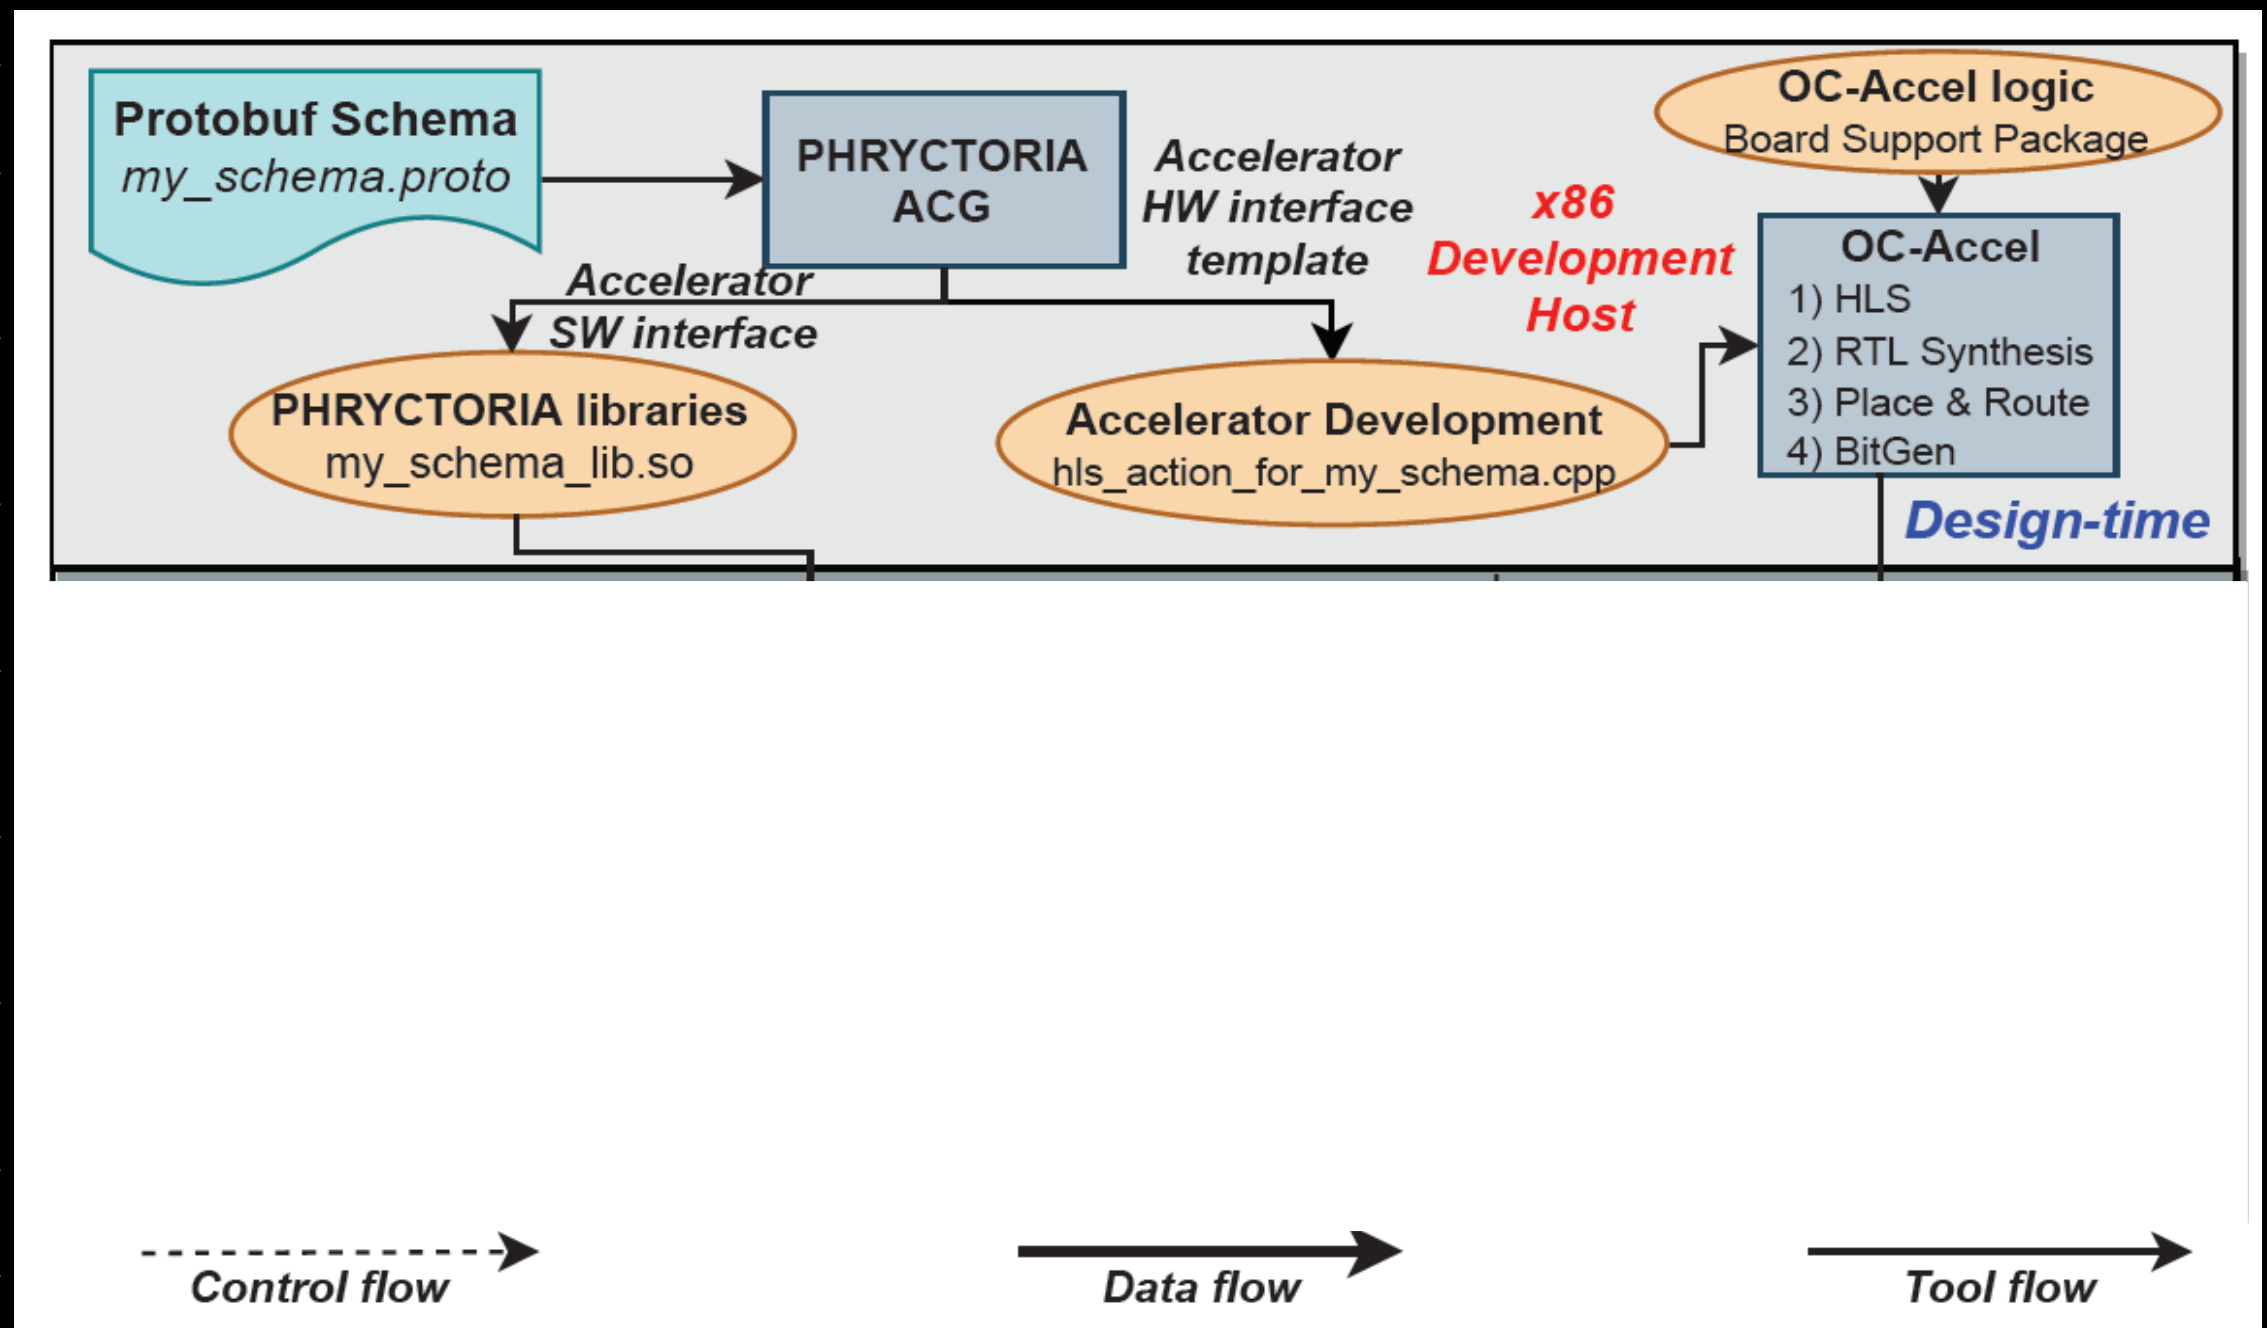 Protobuf Schema
my_schema.proto
PHRYCTORIA
ACG
Accelerator
HW interface
template
x86
Development
Host
OC-Accel logic
Board Support Package
OC-Accel
1) HLS
2) RTL Synthesis
3) Place & Route
4) BitGen
Accelerator
SW interface
PHRYCTORIA libraries
my_schema_lib.so
Accelerator Development
hls_action_for_my_schema.cpp
Design-time
Control flow
Data flow
Tool flow